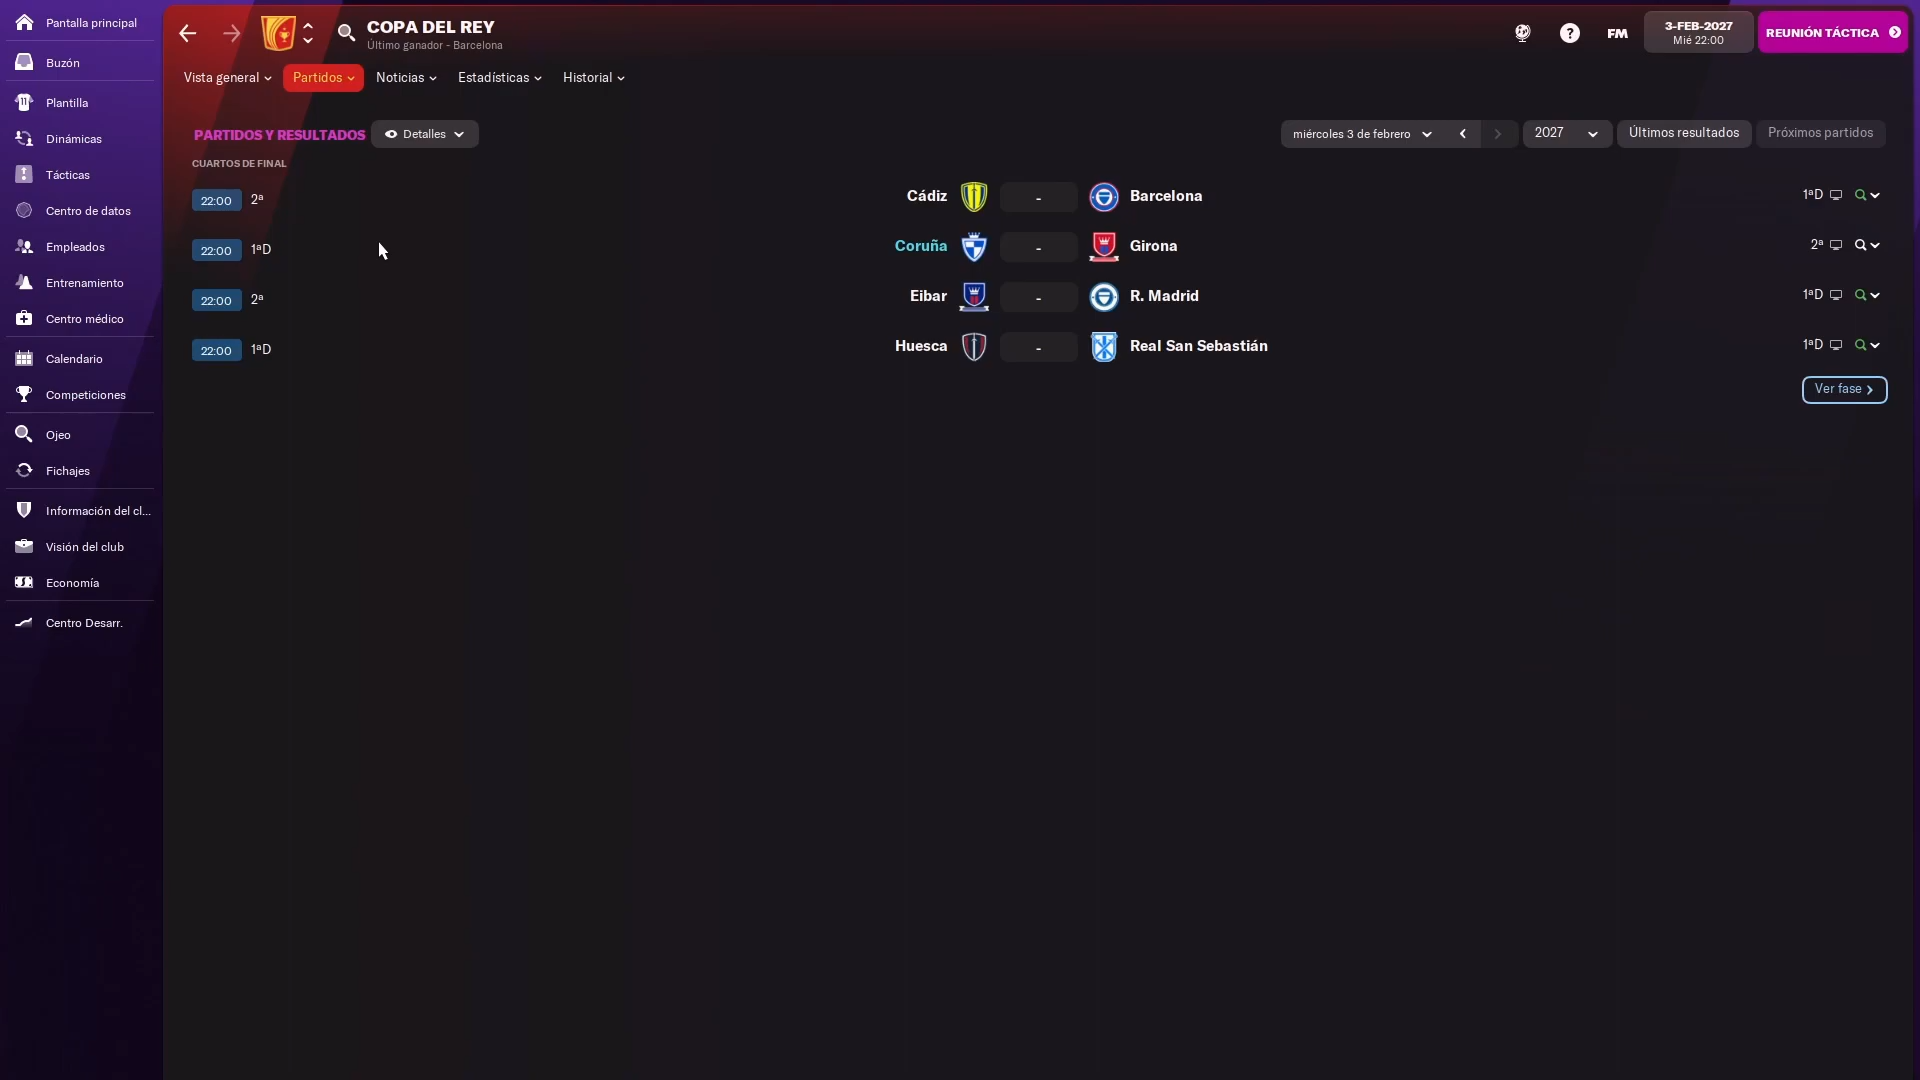 Pantalla principal
Buzón
Plantilla
Dinámicas
Tácticas
Centro de datos
Empleados
Entrenamiento
Centro médico
Calendario
Competiciones
Ojeo
Fichajes
Información del cl...
Visión del club
Economía
Centro Desarr.
COPA DEL REY
Último ganador - Barcelona
FM
3-FEB-2027
Mié 22:00
REUNIÓN TÁCTICA
Vista general
Partidos
Noticias
Estadísticas
Historial
PARTIDOS Y RESULTADOS
Detalles
miércoles 3 de febrero
2027
Últimos resultados
Próximos partidos
CUARTOS DE FINAL
22:00 2ª Cádiz - Barcelona 1ªD
22:00 1ªD Coruña - Girona 2ª
22:00 2ª Eibar - R. Madrid 1ªD
22:00 1ªD Huesca - Real San Sebastián 1ªD
Ver fase